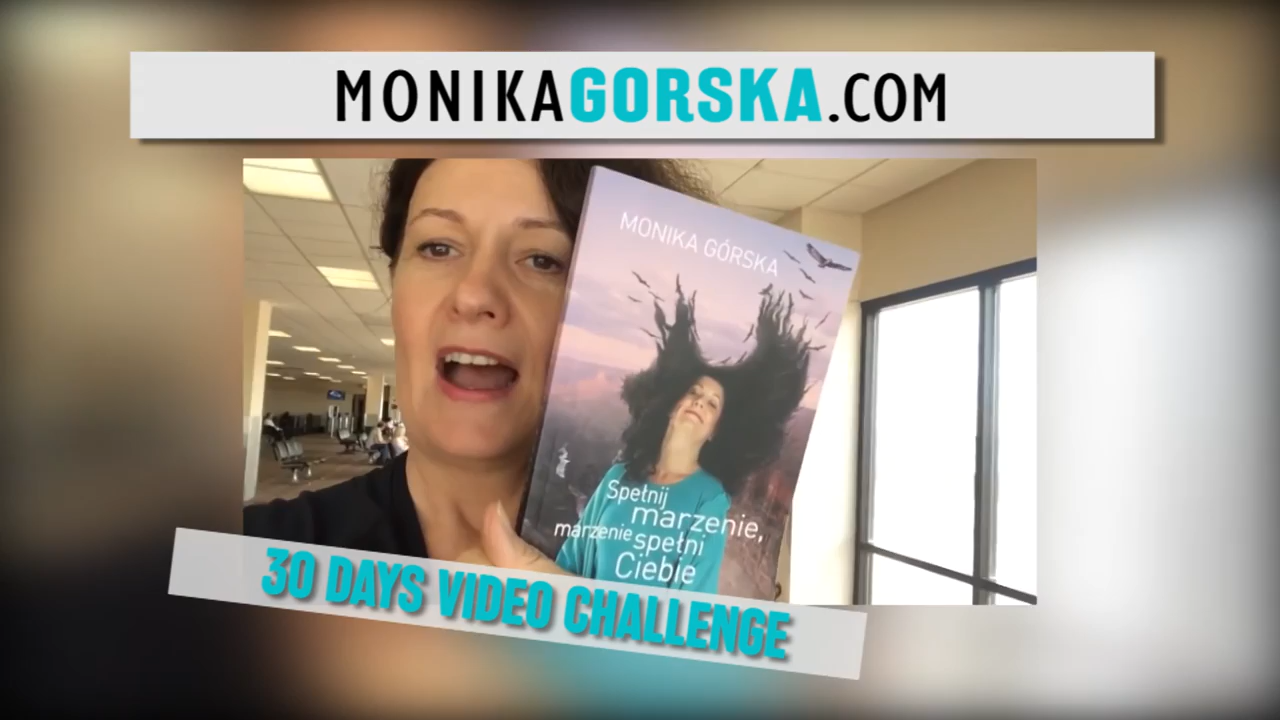 MONIKAGORSKA.COM
MONIKA GÓRSKA
Spełnij
marzenie,
marzenie spełni
Ciebie
30 DAYS VIDEO CHALLENGE